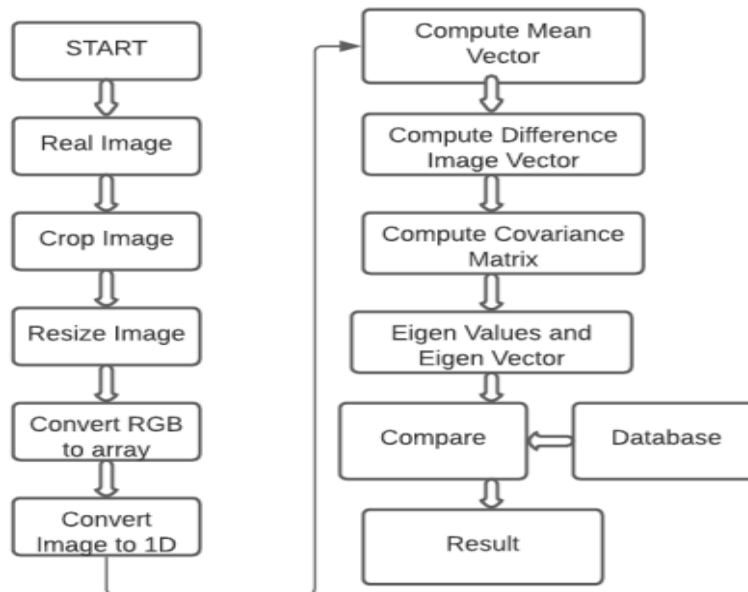 START
Real Image
Crop Image
Resize Image
Convert RGB
to array
Convert
Image to 1D
Compute Mean
Vector
Compute Difference
Image Vector
Compute Covariance
Matrix
Eigen Values and
Eigen Vector
Compare
Database
Result